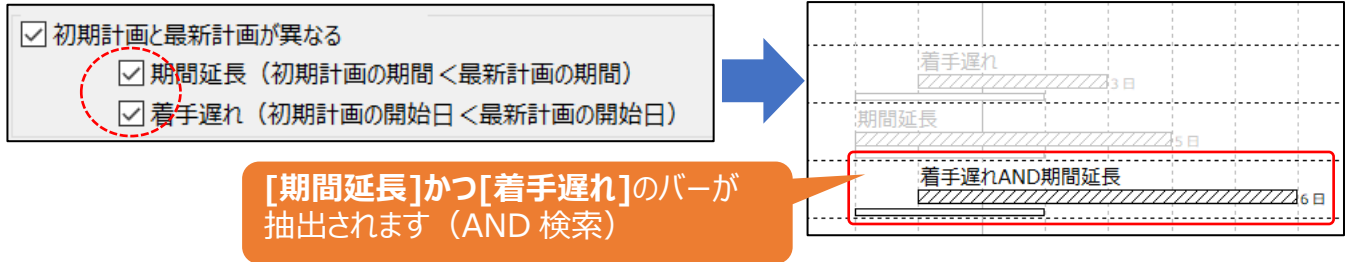 初期計画と最新計画が異なる
期間延長（初期計画の期間＜最新計画の期間）
着手遅れ（初期計画の開始日＜最新計画の開始日）
[期間延長]かつ[着手遅れ]のバーが
抽出されます（AND 検索）
着手遅れ
3日
期間延長
5日
着手遅れAND期間延長
6日